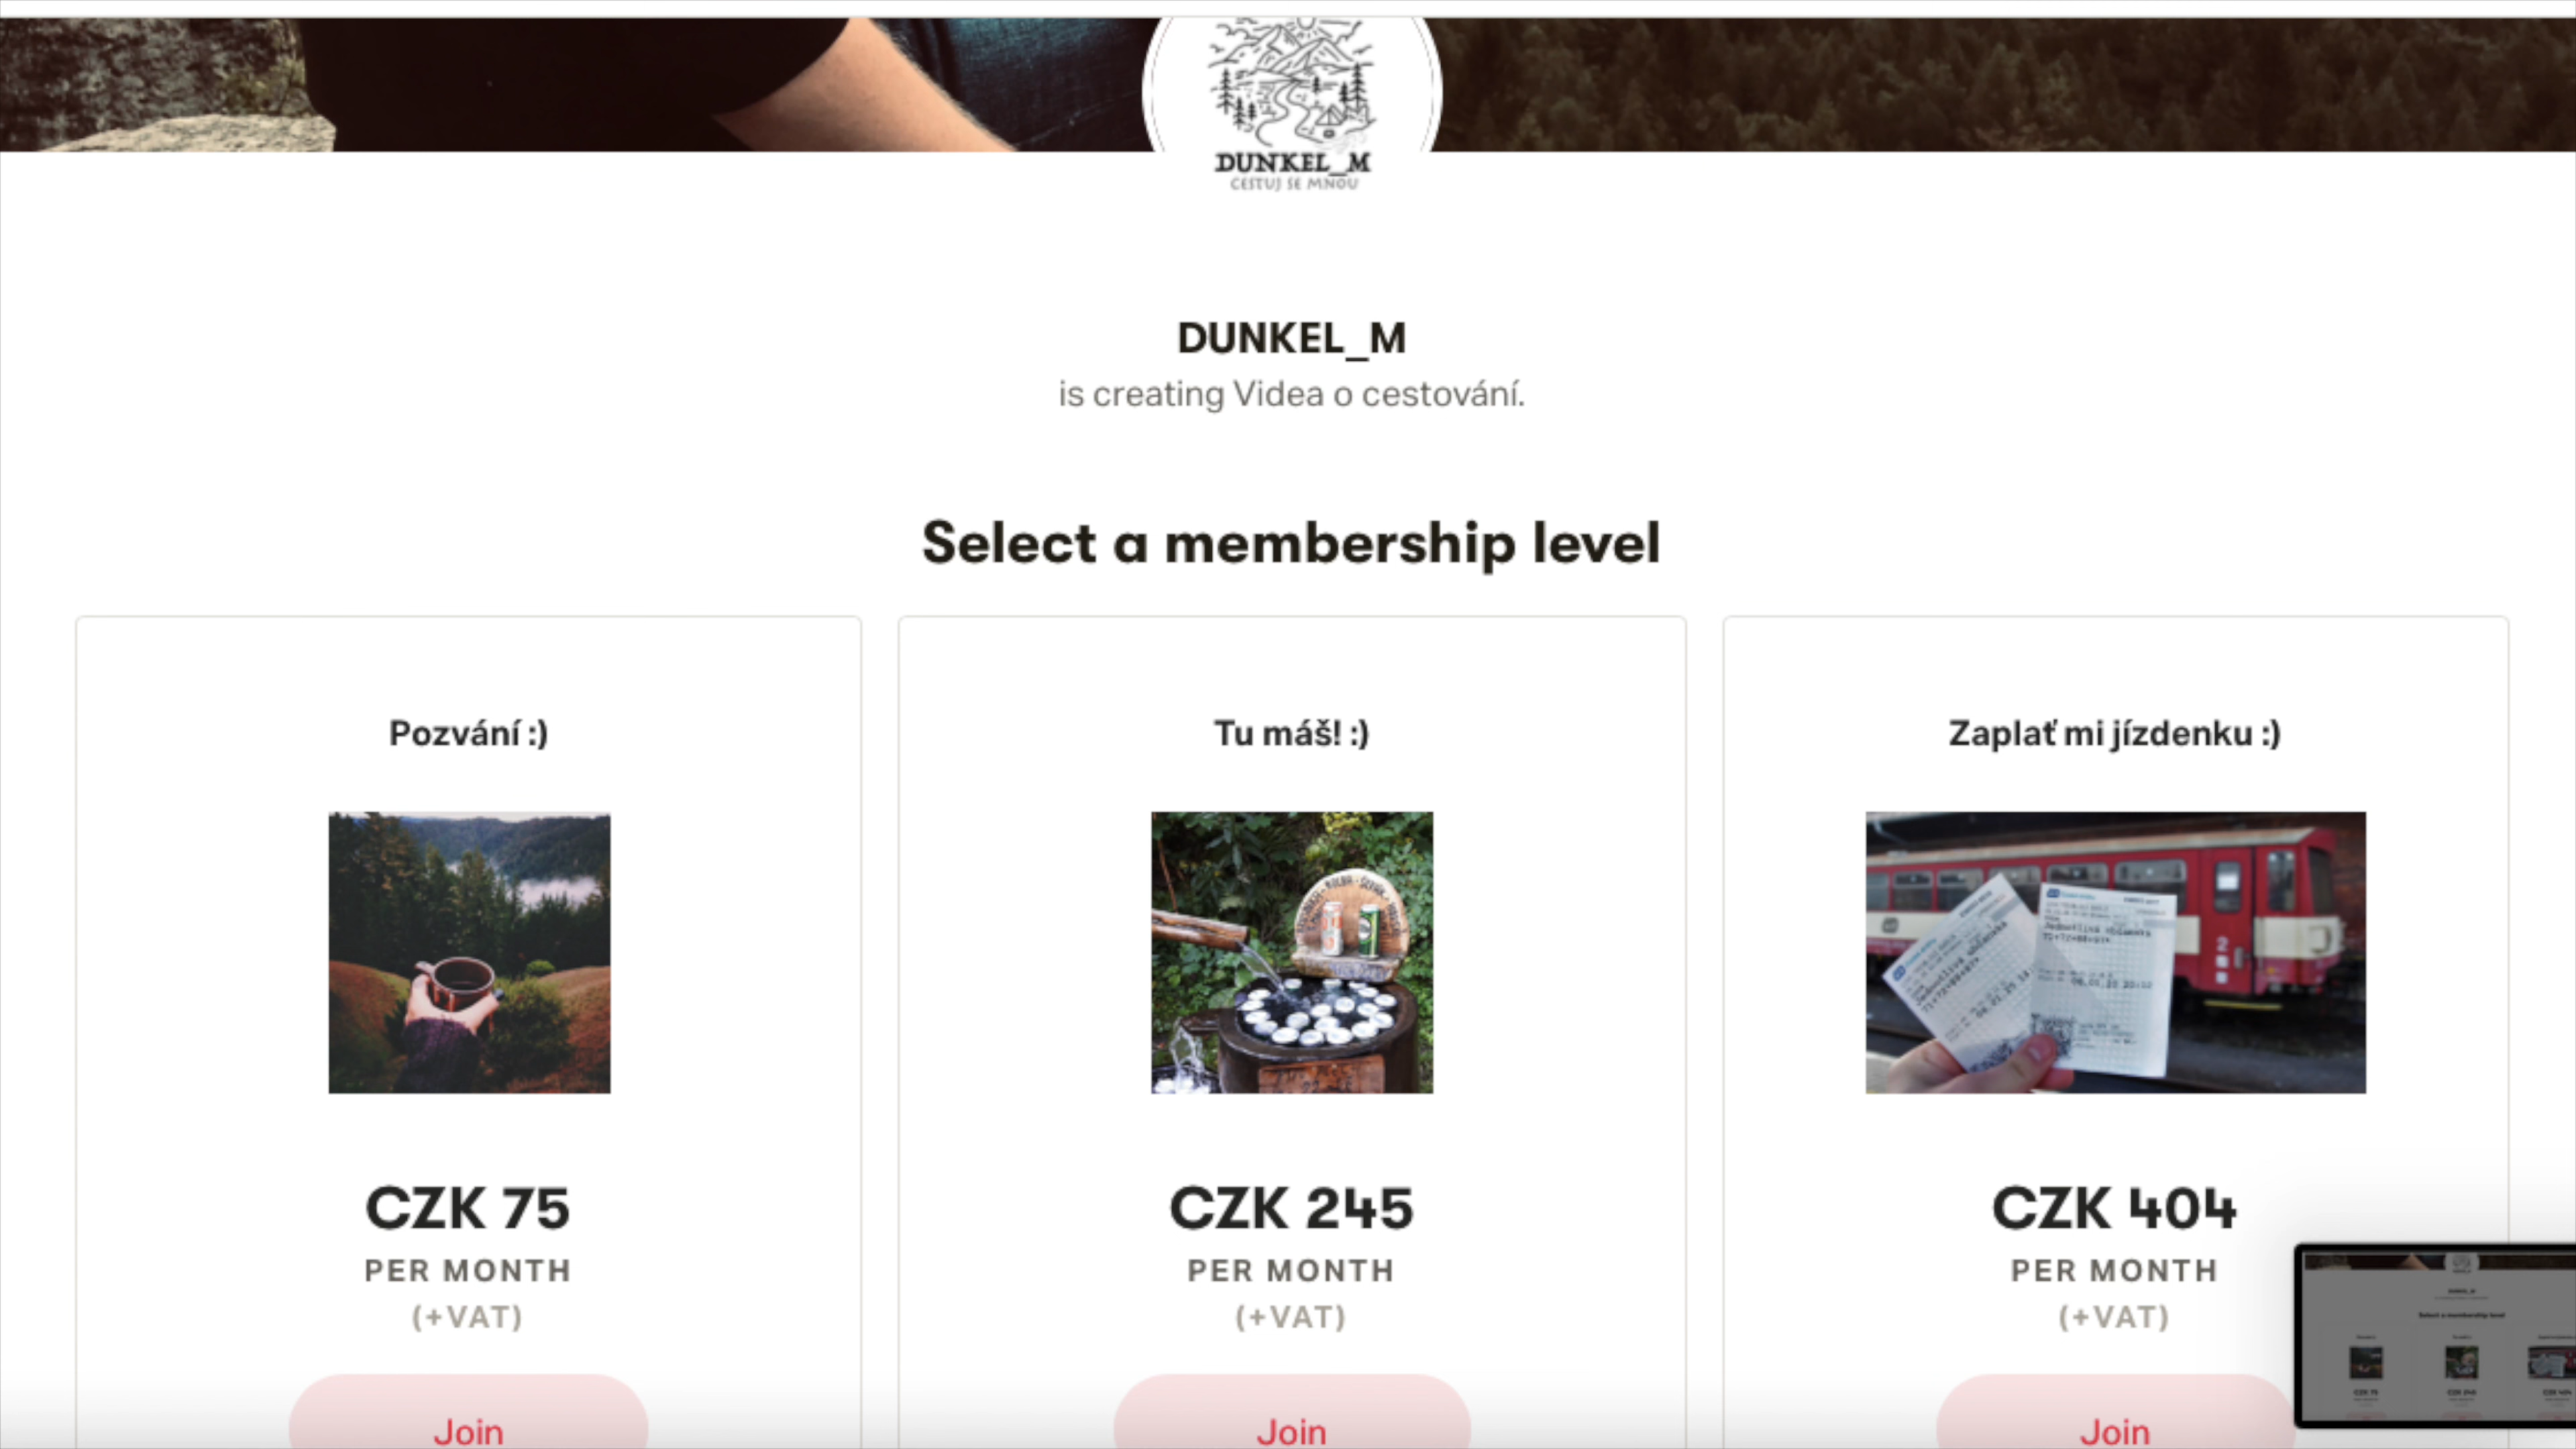 DUNKEL_M
CESTUJ SE MNOU
DUNKEL_M
is creating Videa o cestování.
Select a membership level
Pozvání :)
Tu máš! :)
Zaplať mi jízdenku :)
CZK 75
PER MONTH
(+VAT)
Join
CZK 245
PER MONTH
(+VAT)
Join
CZK 404
PER MONTH
(+VAT)
Join